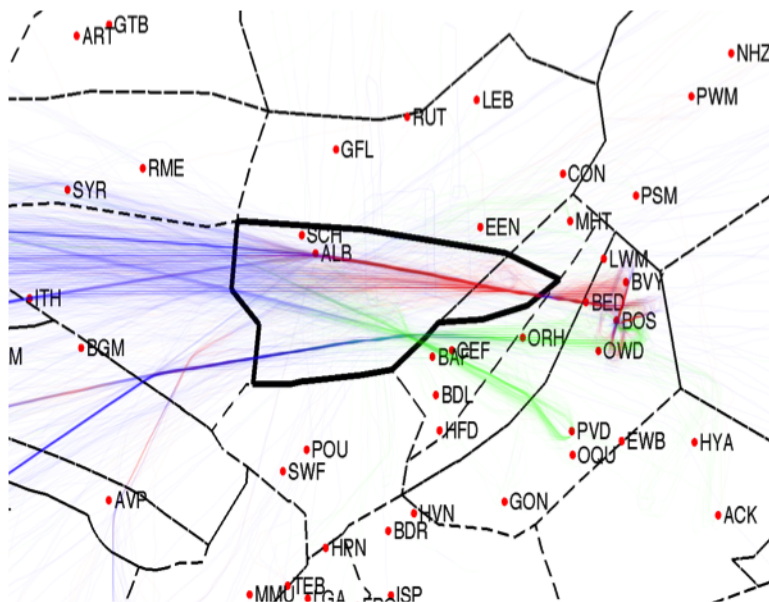 GTB
ART
NHZ
PWM
LEB
RUT
GFL
RME
CON
SYR
PSM
MHT
EEN
SCH
ALB
LWM
BVY
ITH
BED
BOS
ORH
BGM
M
CEF
OWD
BAF
BDL
PVD
HFD
EWB
HYA
POU
OQU
SWF
AVP
GON
HVN
ACK
BDR
HPN
TEB
MMU
ISP
LGA